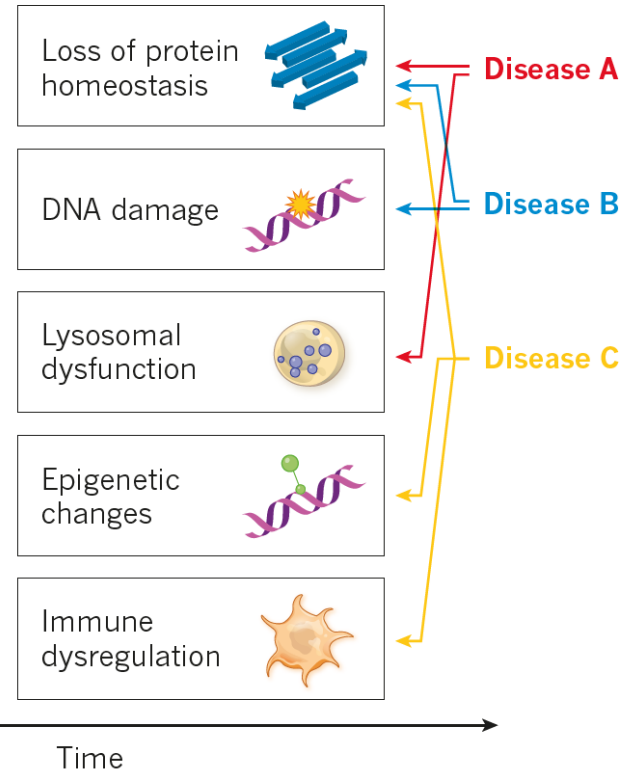 Loss of protein
homeostasis
Disease A
DNA damage
Disease B
Lysosomal
dysfunction
Disease C
Epigenetic
changes
Immune
dysregulation
Time